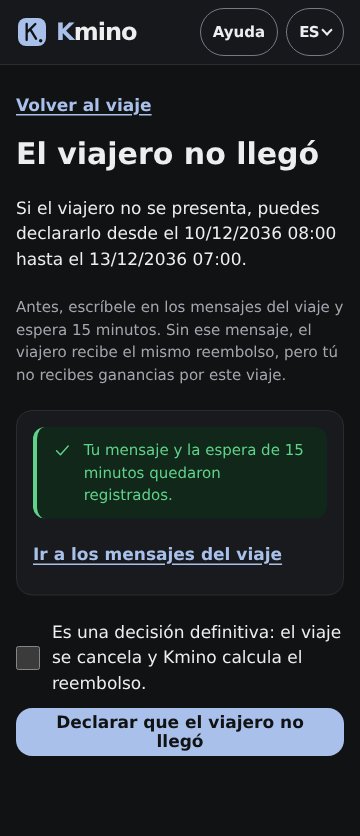 K.
Kmino
Ayuda
ES
Volver al viaje
El viajero no llegó
Si el viajero no se presenta, puedes
declararlo desde el 10/12/2036 08:00
hasta el 13/12/2036 07:00.
Antes, escríbele en los mensajes del viaje y
espera 15 minutos. Sin ese mensaje, el
viajero recibe el mismo reembolso, pero tú
no recibes ganancias por este viaje.
Tu mensaje y la espera de 15
minutos quedaron
registrados.
Ir a los mensajes del viaje
Es una decisión definitiva: el viaje
se cancela y Kmino calcula el
reembolso.
Declarar que el viajero no
llegó